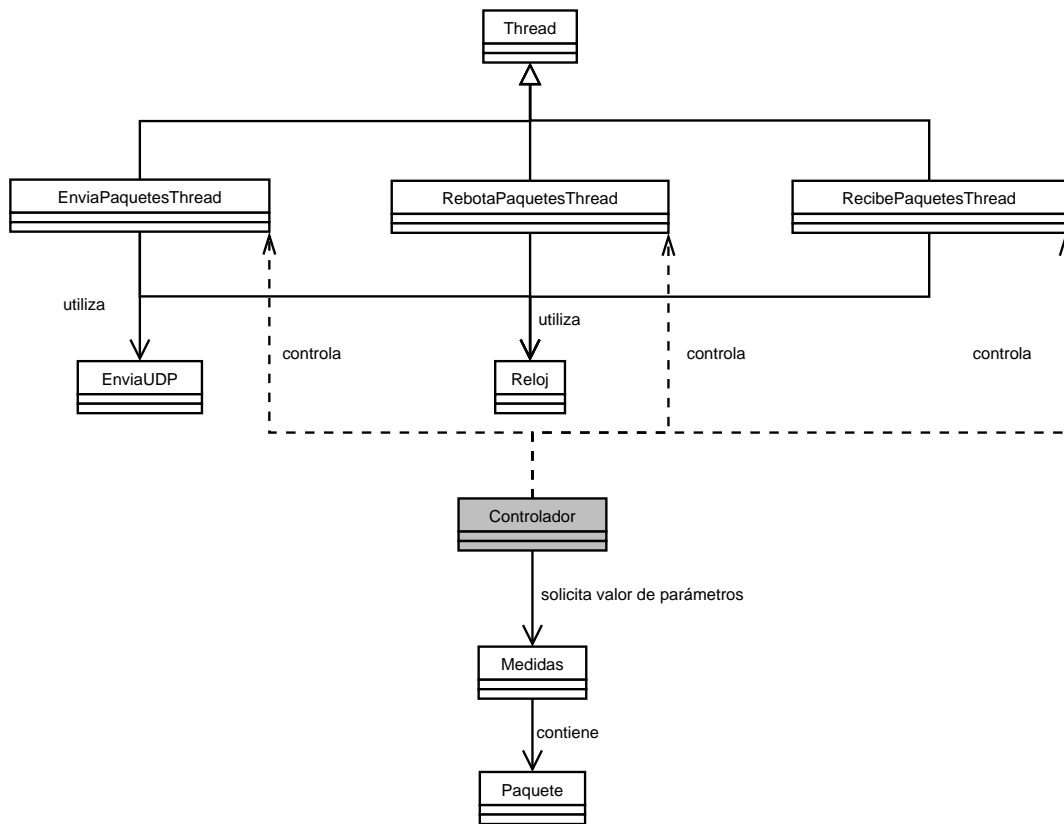 Thread
EnviaPaquetesThread
RebotaPaquetesThread
RecibePaquetesThread
utiliza
utiliza
controla
controla
controla
EnviaUDP
Reloj
Controlador
solicita valor de parámetros
Medidas
contiene
Paquete